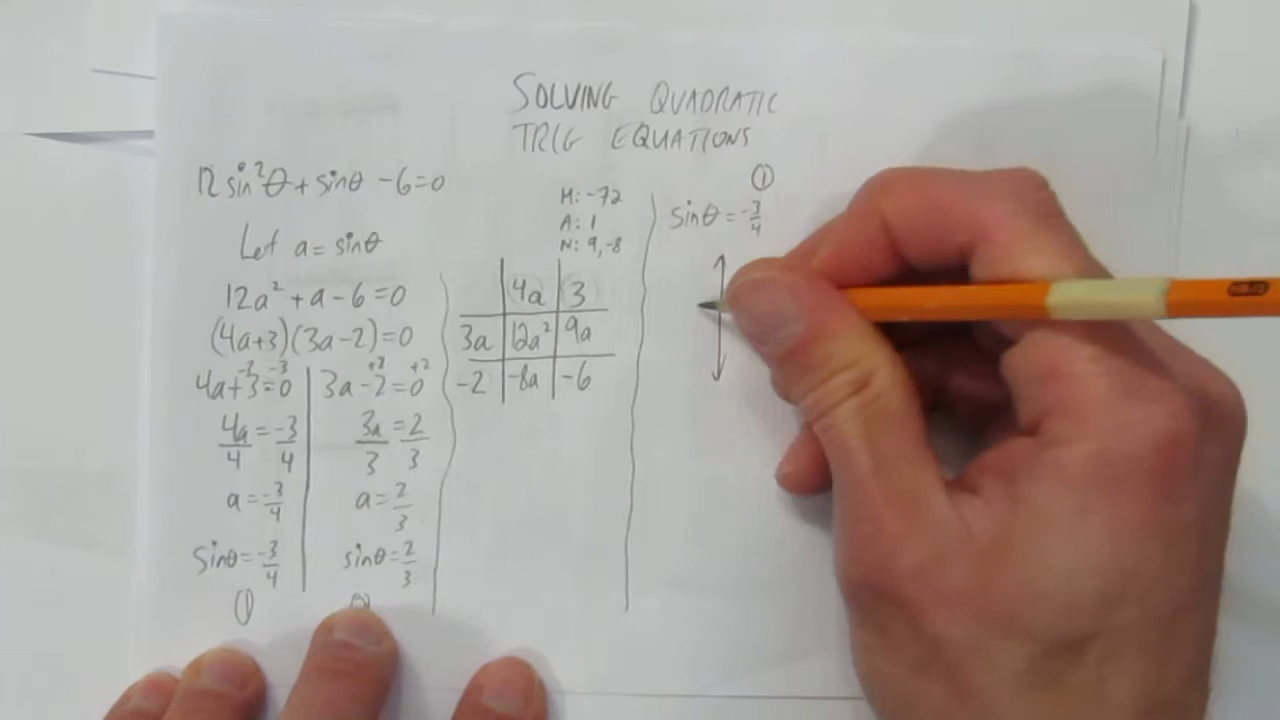 SOLVING QUADRATIC
TRIG EQUATIONS
12 sin²θ + sinθ - 6 = 0
Let a = sinθ
12a² + a - 6 = 0
(4a+3)(3a-2) = 0
4a+3=0 3a-2=0
-3 -3 +2 +2
4a/4 = -3/4 3a/3 = 2/3
a = -3/4 a = 2/3
sinθ = -3/4 sinθ = 2/3
①
M: -72
A: 1
N: 9, -8
4a 3
3a 12a² 9a
-2 -8a -6
①
sinθ = -3/4